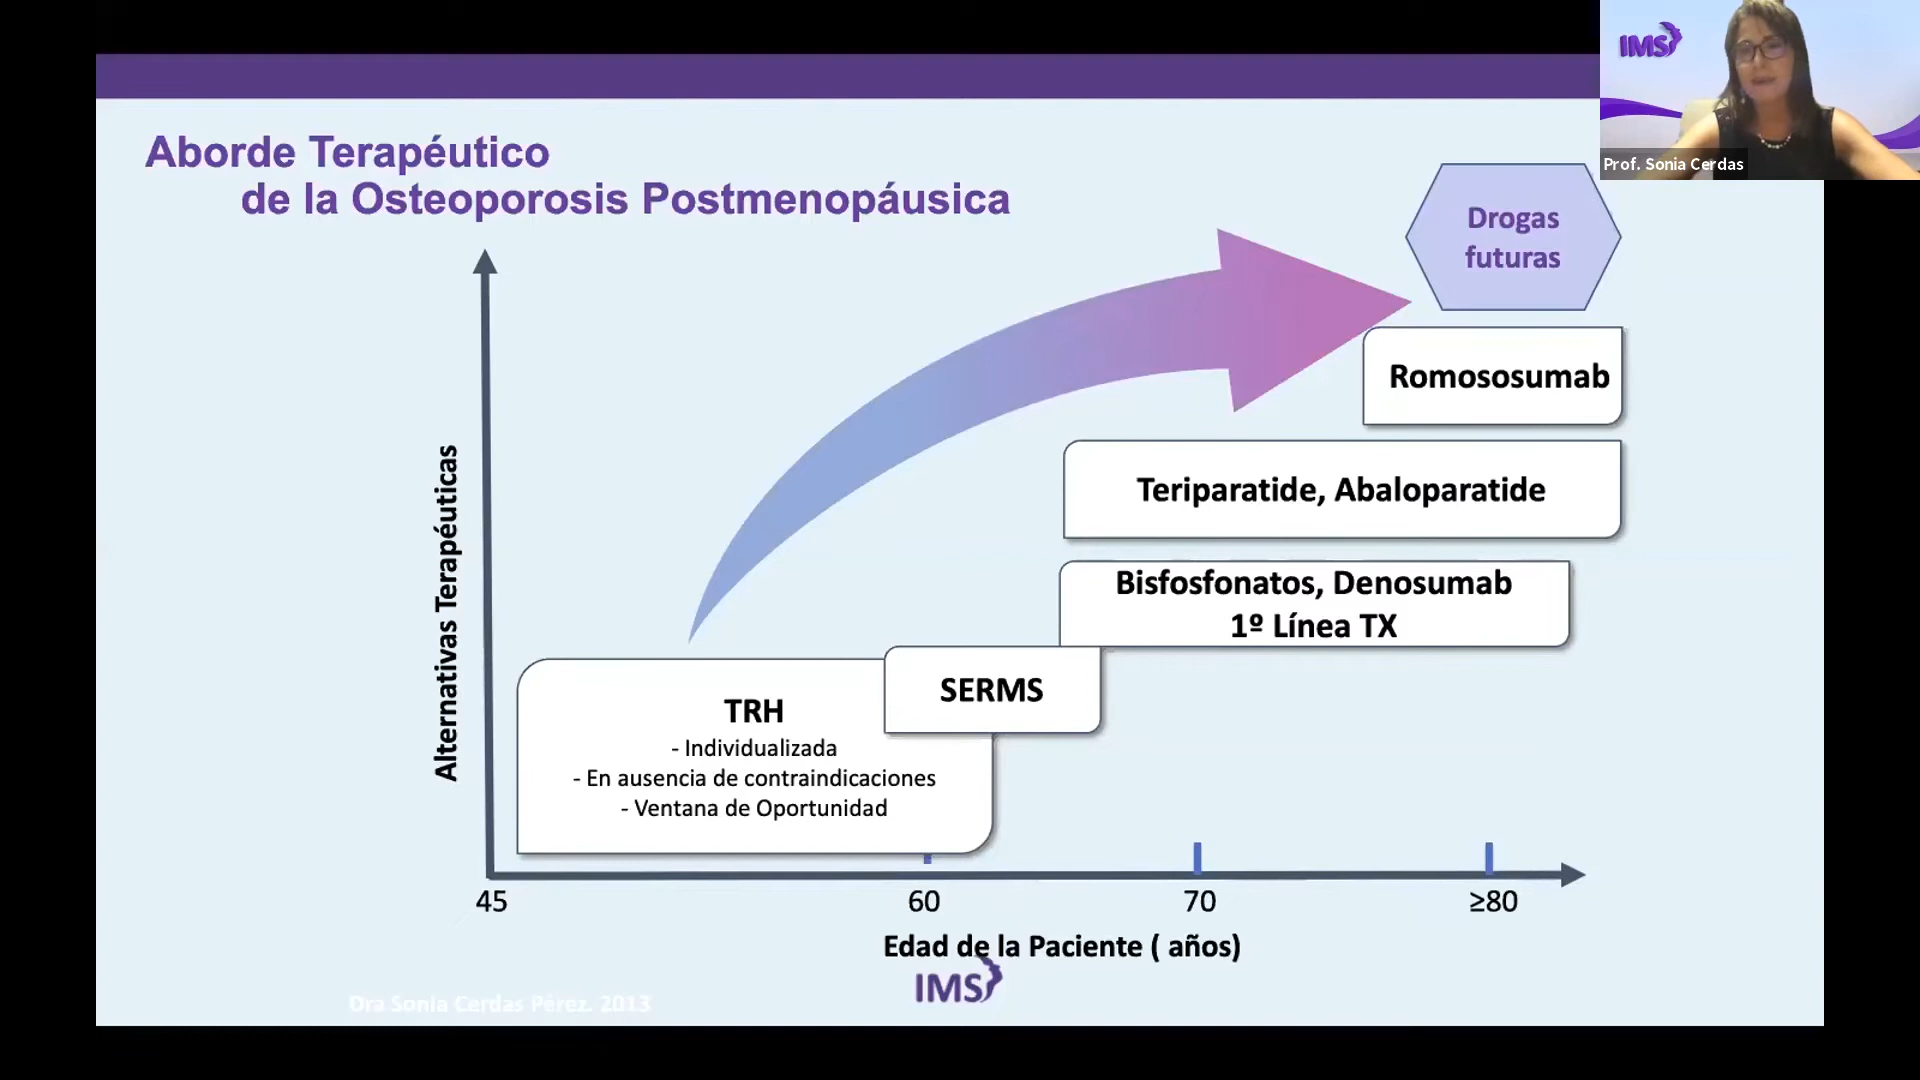 IMS
Prof. Sonia Cerdas
Aborde Terapéutico
de la Osteoporosis Postmenopáusica
Drogas
futuras
Romososumab
Teriparatide, Abaloparatide
Bisfosfonatos, Denosumab
1º Línea TX
SERMS
TRH
- Individualizada
- En ausencia de contraindicaciones
- Ventana de Oportunidad
Alternativas Terapéuticas
45 60 70 ≥80
Edad de la Paciente ( años)
IMS
Dra Sonia Cerdas Pérez. 2013